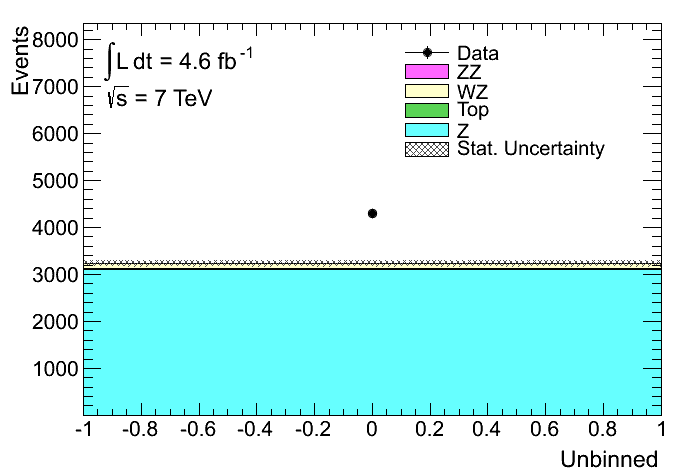 Events
8000
7000
6000
5000
4000
3000
2000
1000
∫L dt = 4.6 fb⁻¹
√s = 7 TeV
Data
ZZ
WZ
Top
Z
Stat. Uncertainty
-1 -0.8 -0.6 -0.4 -0.2 0 0.2 0.4 0.6 0.8 1
Unbinned